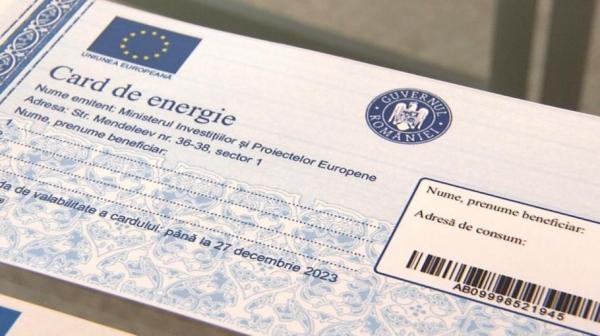 UNIUNEA EUROPEANĂ
Card de energie
Nume emitent: Ministerul Investițiilor și Proiectelor Europene
Adresa: Str. Mendeleev nr. 36-38, sector 1
Nume, prenume beneficiar:
da de valabilitate a cardului: până la 27 decembrie 2023
GUVERNUL ROMÂNIEI
Nume, prenume beneficiar:
Adresă de consum:
AB09998521945